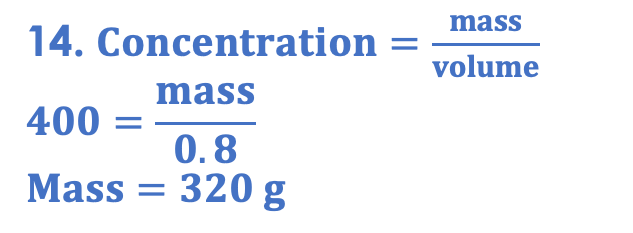 14. Concentration = mass/volume
400 = mass/0.8
Mass = 320 g